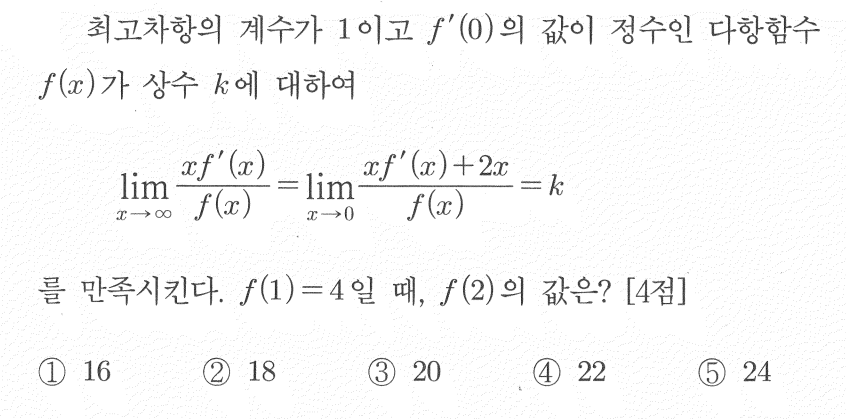 최고차항의 계수가 1이고 f′(0)의 값이 정수인 다항함수
f(x)가 상수 k에 대하여
lim_{x→∞} xf′(x)/f(x) = lim_{x→0} (xf′(x)+2x)/f(x) = k
를 만족시킨다. f(1)=4일 때, f(2)의 값은? [4점]
① 16 ② 18 ③ 20 ④ 22 ⑤ 24